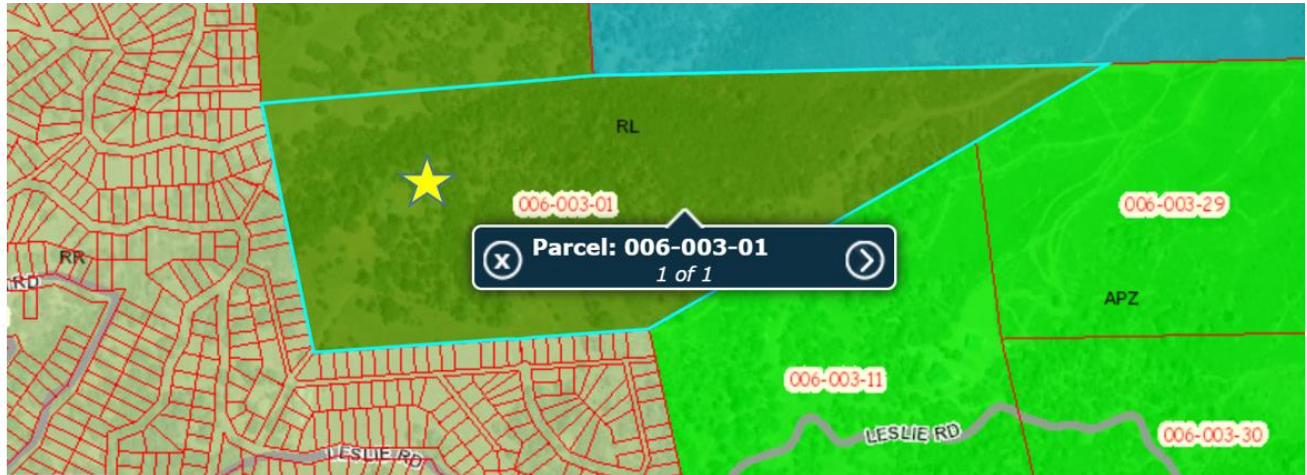 RL
006-003-01
006-003-29
Parcel: 006-003-01
1 of 1
RR
RD
APZ
006-003-11
LESLIE RD
006-003-30
LESLIE RD